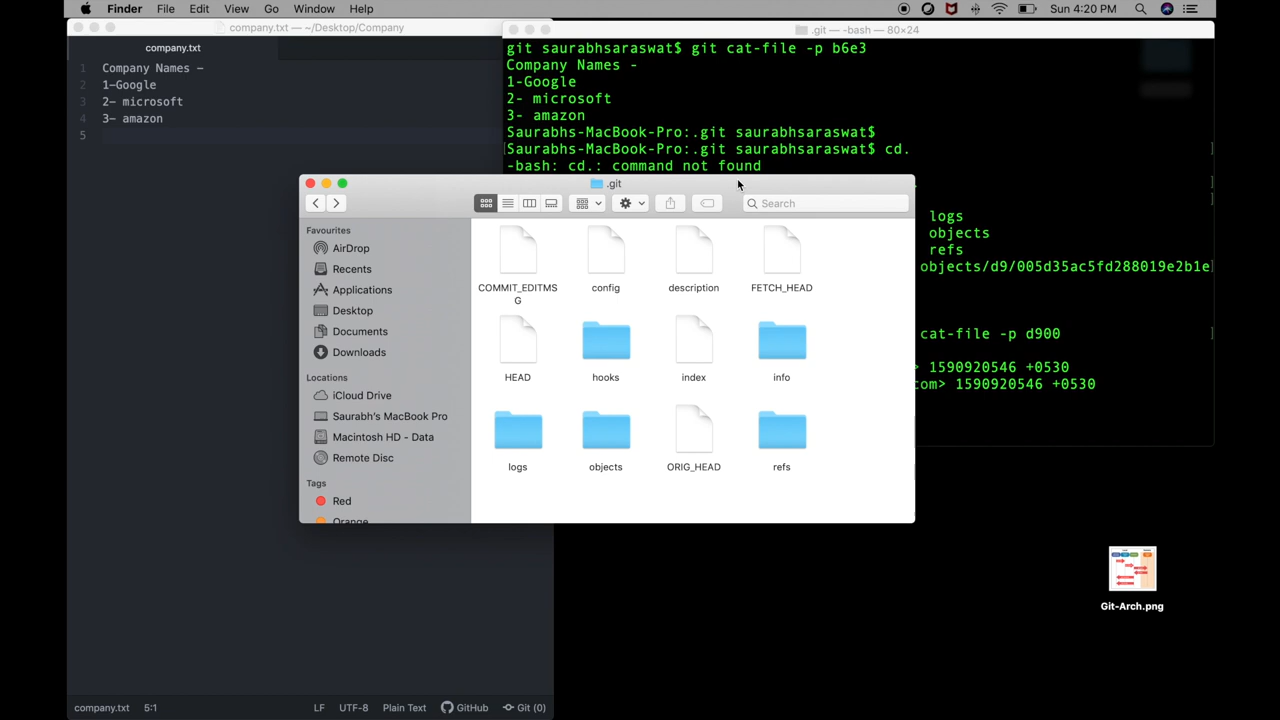 Finder File Edit View Go Window Help
Sun 4:20 PM
company.txt — ~/Desktop/Company
company.txt
1 Company Names -
2 1-Google
3 2- microsoft
4 3- amazon
5
.git — -bash — 80×24
git saurabhsaraswat$ git cat-file -p b6e3
Company Names -
1-Google
2- microsoft
3- amazon
Saurabhs-MacBook-Pro:.git saurabhsaraswat$
[Saurabhs-MacBook-Pro:.git saurabhsaraswat$ cd. ]
-bash: cd.: command not found
logs
objects
refs
objects/d9/005d35ac5fd288019e2b1e]
cat-file -p d900 ]
> 1590920546 +0530
com> 1590920546 +0530
.git
Search
Favourites
AirDrop
Recents
Applications
Desktop
Documents
Downloads
Locations
iCloud Drive
Saurabh's MacBook Pro
Macintosh HD - Data
Remote Disc
Tags
Red
Orange
COMMIT_EDITMS
G
config
description
FETCH_HEAD
HEAD
hooks
index
info
logs
objects
ORIG_HEAD
refs
Git-Arch.png
company.txt 5:1
LF UTF-8 Plain Text GitHub Git (0)